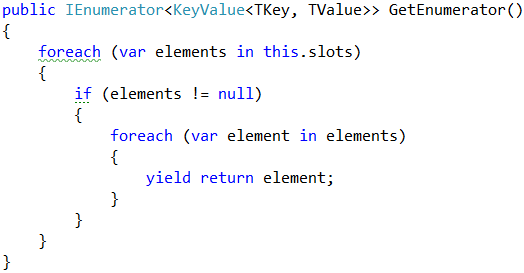 public IEnumerator<KeyValue<TKey, TValue>> GetEnumerator()
{
    foreach (var elements in this.slots)
    {
        if (elements != null)
        {
            foreach (var element in elements)
            {
                yield return element;
            }
        }
    }
}